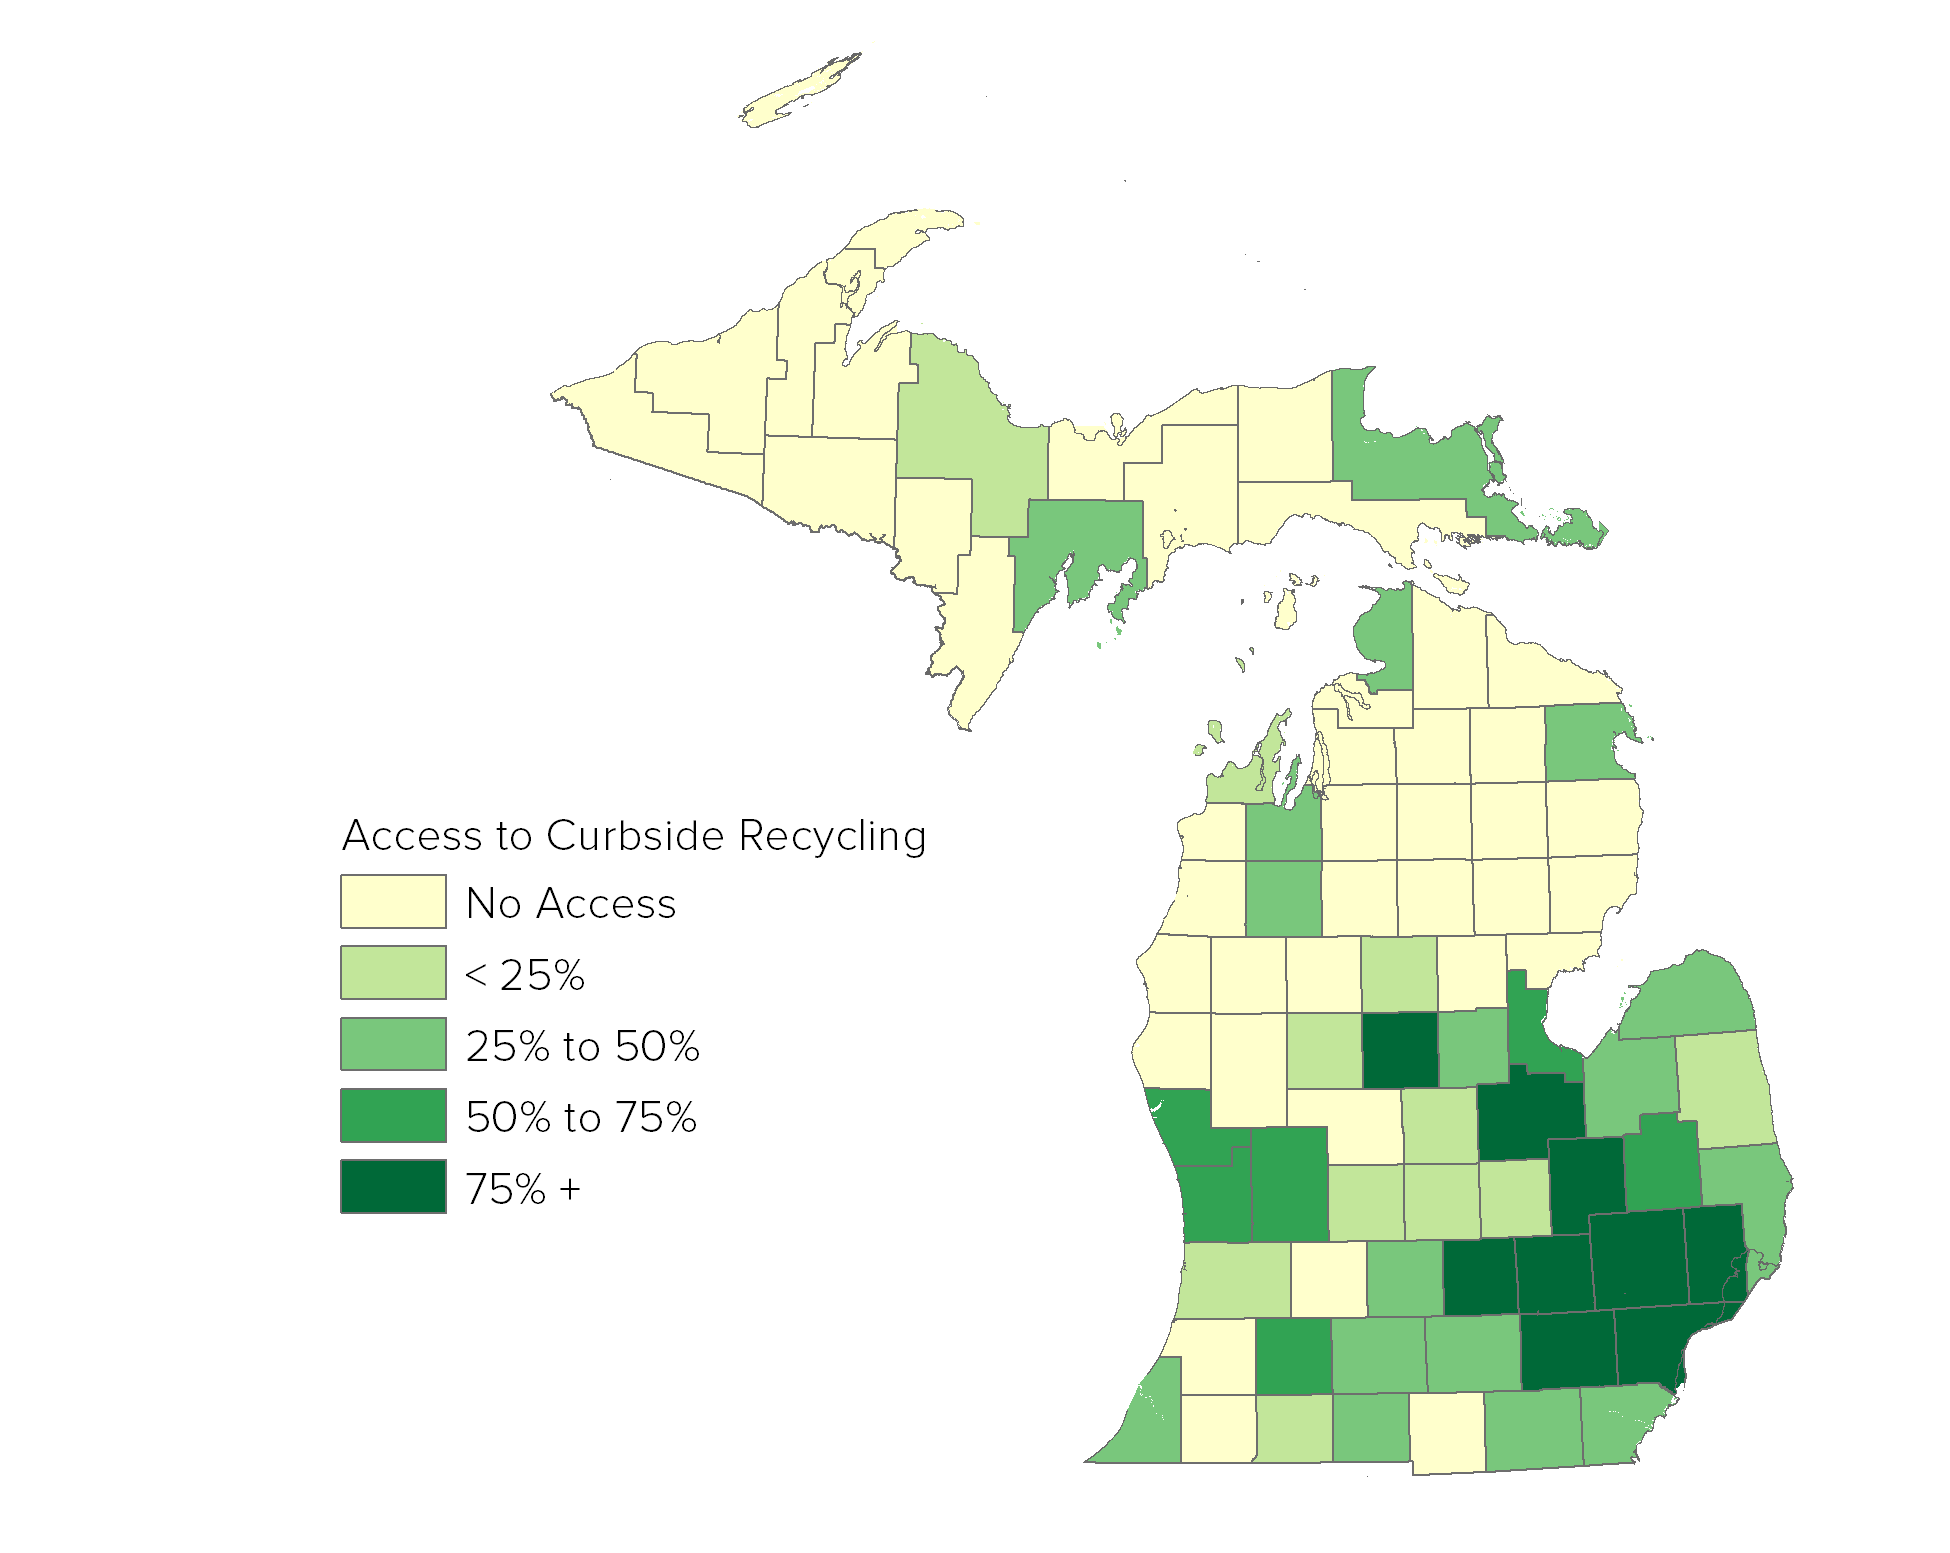 Access to Curbside Recycling
No Access
< 25%
25% to 50%
50% to 75%
75% +